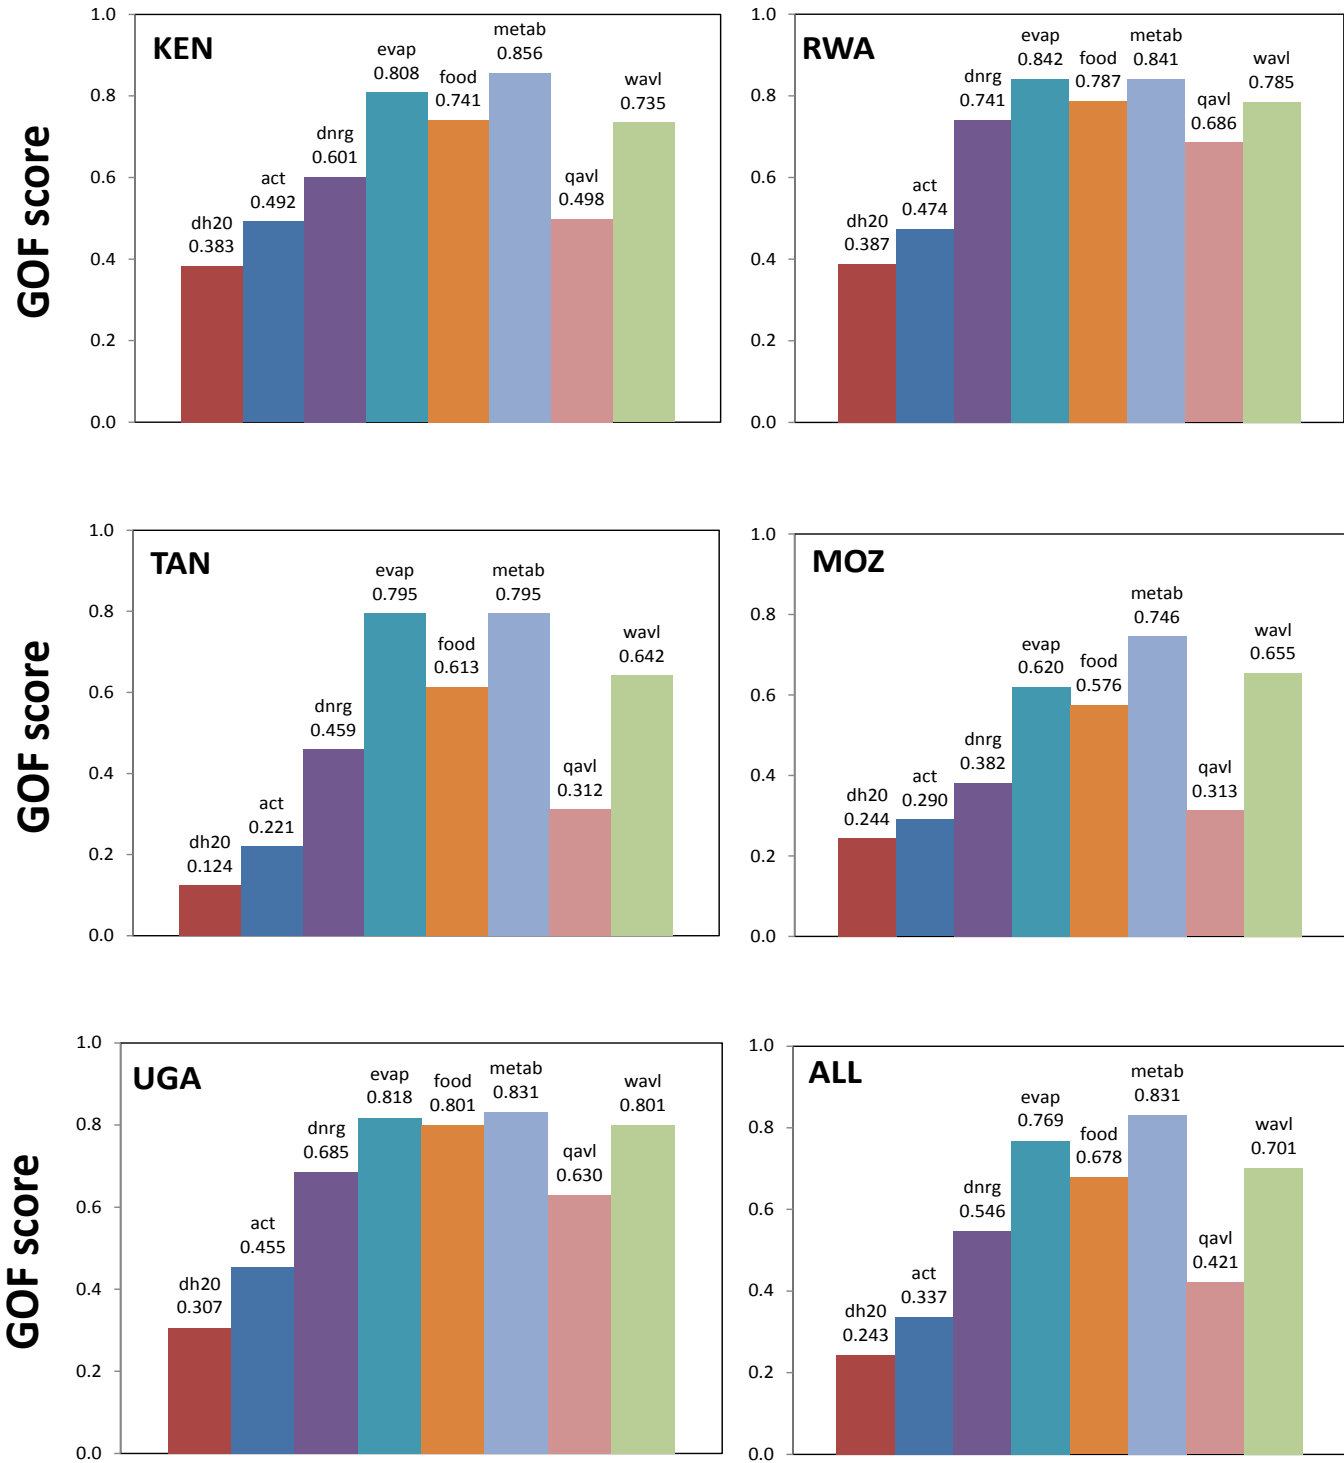 KEN
GOF score
1.0
0.8
0.6
0.4
0.2
0.0
dh20
0.383
act
0.492
dnrg
0.601
evap
0.808
food
0.741
metab
0.856
qavl
0.498
wavl
0.735
RWA
1.0
0.8
0.6
0.4
0.2
0.0
dh20
0.387
act
0.474
dnrg
0.741
evap
0.842
food
0.787
metab
0.841
qavl
0.686
wavl
0.785
TAN
GOF score
1.0
0.8
0.6
0.4
0.2
0.0
dh20
0.124
act
0.221
dnrg
0.459
evap
0.795
food
0.613
metab
0.795
qavl
0.312
wavl
0.642
MOZ
1.0
0.8
0.6
0.4
0.2
0.0
dh20
0.244
act
0.290
dnrg
0.382
evap
0.620
food
0.576
metab
0.746
qavl
0.313
wavl
0.655
UGA
GOF score
1.0
0.8
0.6
0.4
0.2
0.0
dh20
0.307
act
0.455
dnrg
0.685
evap
0.818
food
0.801
metab
0.831
qavl
0.630
wavl
0.801
ALL
1.0
0.8
0.6
0.4
0.2
0.0
dh20
0.243
act
0.337
dnrg
0.546
evap
0.769
food
0.678
metab
0.831
qavl
0.421
wavl
0.701